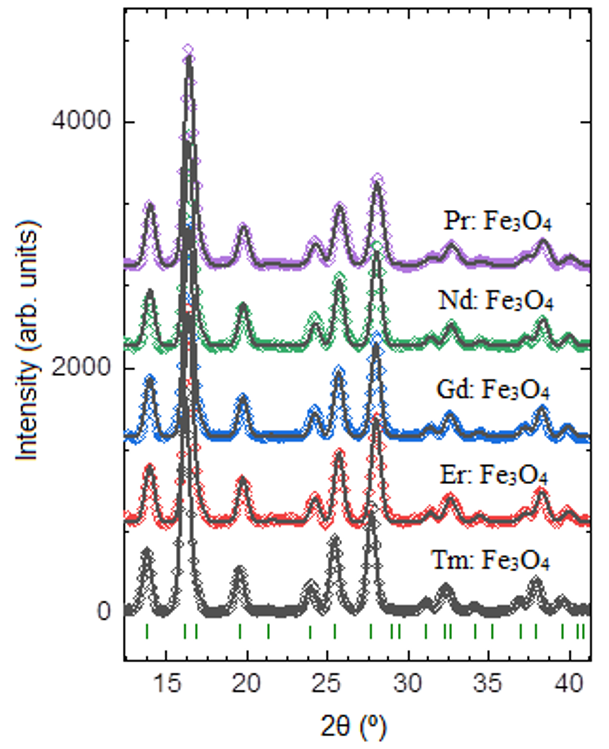 4000
2000
0
Intensity (arb. units)
Pr: Fe₃O₄
Nd: Fe₃O₄
Gd: Fe₃O₄
Er: Fe₃O₄
Tm: Fe₃O₄
15 20 25 30 35 40
2θ (º)